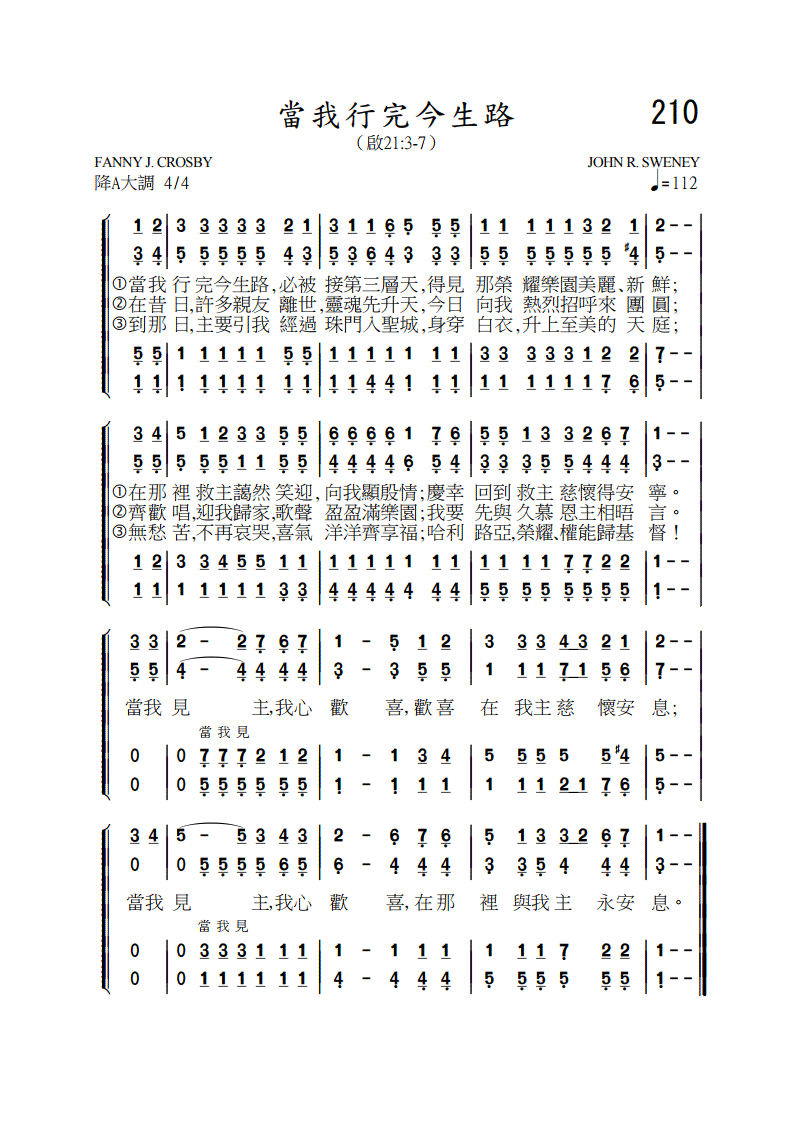 當我行完今生路 210
（啟21:3-7）
FANNY J. CROSBY JOHN R. SWENEY
降A大調 4/4 ♩=112
1 2 | 3 3 3 3 3 2 1 | 3 1 1 6 5 5 5 | 1 1 1 1 1 3 2 1 | 2 - -
3 4 | 5 5 5 5 5 4 3 | 5 3 6 4 3 3 3 | 5 5 5 5 5 5 5 #4 | 5 - -
①當我行完今生路,必被接第三層天,得見那榮耀樂園美麗、新鮮;
②在昔日,許多親友離世,靈魂先升天,今日向我熱烈招呼來團圓;
③到那日,主要引我經過珠門入聖城,身穿白衣,升上至美的天庭;
5 5 | 1 1 1 1 1 5 5 | 1 1 1 1 1 1 1 | 3 3 3 3 3 1 2 2 | 7 - -
1 1 | 1 1 1 1 1 1 1 | 1 1 4 4 1 1 1 | 1 1 1 1 1 1 7 6 | 5 - -
3 4 | 5 1 2 3 3 5 5 | 6 6 6 6 1 7 6 | 5 5 1 3 3 2 6 7 | 1 - -
5 5 | 5 5 5 1 1 5 5 | 4 4 4 4 6 5 4 | 3 3 3 5 5 4 4 4 | 3 - -
①在那裡救主藹然笑迎,向我顯殷情;慶幸回到救主慈懷得安寧。
②齊歡唱,迎我歸家,歌聲盈盈滿樂園;我要先與久慕恩主相晤言。
③無愁苦,不再哀哭,喜氣洋洋齊享福;哈利路亞,榮耀、權能歸基督!
1 2 | 3 3 4 5 5 1 1 | 1 1 1 1 1 1 1 | 1 1 1 1 1 7 7 2 2 | 1 - -
1 1 | 1 1 1 1 1 3 3 | 4 4 4 4 4 4 4 | 5 5 5 5 5 5 5 5 | 1 - -
3 3 | 2 - 2 7 6 7 | 1 - 5 1 2 | 3 3 3 4 3 2 1 | 2 - -
5 5 | 4 - 4 4 4 4 | 3 - 3 5 5 | 1 1 1 7 1 5 6 | 7 - -
當我見主,我心歡喜,歡喜在我主慈懷安息;
當我見
0 | 0 7 7 7 2 1 2 | 1 - 1 3 4 | 5 5 5 5 5 #4 | 5 - -
0 | 0 5 5 5 5 5 5 | 1 - 1 1 1 | 1 1 1 2 1 7 6 | 5 - -
3 4 | 5 - 5 3 4 3 | 2 - 6 7 6 | 5 1 3 3 2 6 7 | 1 - -
0 | 0 5 5 5 5 6 5 | 6 - 4 4 4 | 3 3 5 4 4 4 | 3 - -
當我見主,我心歡喜,在那裡與我主永安息。
當我見
0 | 0 3 3 3 1 1 1 | 1 - 1 1 1 | 1 1 1 7 2 2 | 1 - -
0 | 0 1 1 1 1 1 1 | 4 - 4 4 4 | 5 5 5 5 5 5 | 1 - -